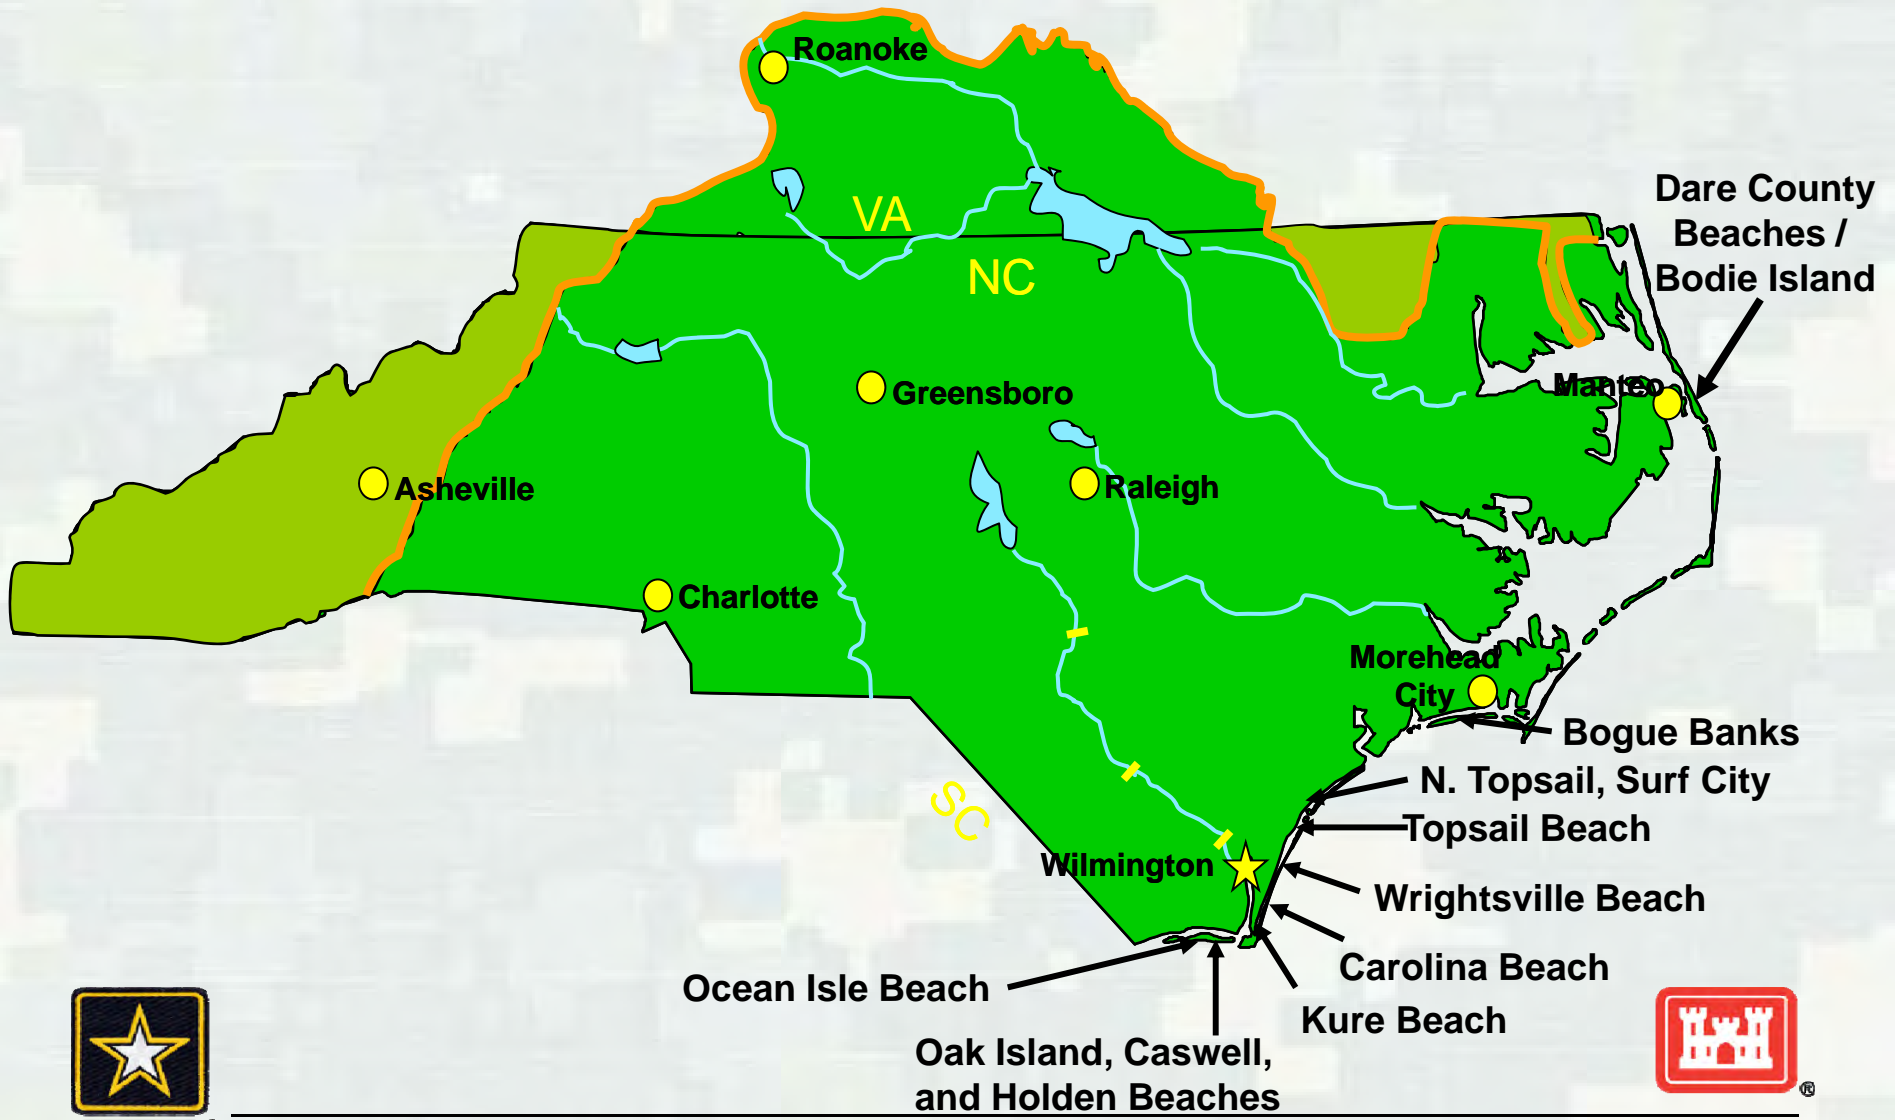 Roanoke
VA
NC
Dare County
Beaches /
Bodie Island
Manteo
Greensboro
Asheville
Raleigh
Charlotte
Morehead
City
Bogue Banks
N. Topsail, Surf City
SC
Topsail Beach
Wilmington
Wrightsville Beach
Carolina Beach
Ocean Isle Beach
Kure Beach
Oak Island, Caswell,
and Holden Beaches
®